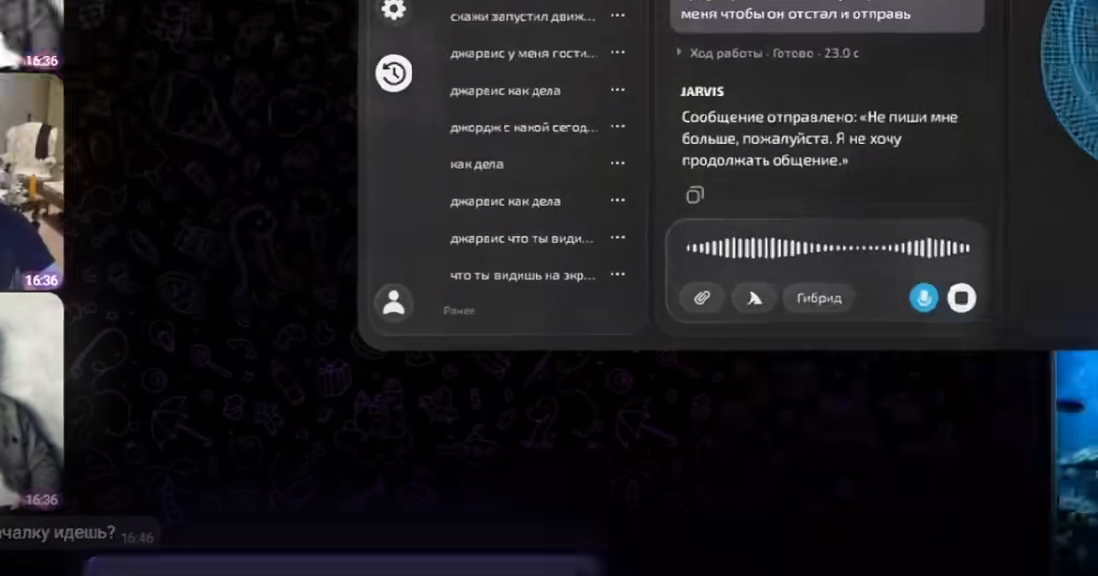 16:36
16:36
16:36
чалку идешь? 16:46
скажи запустил движ... ...
джарвис у меня гости... ...
джарвис как дела ...
джордж с какой сегод... ...
как дела ...
джарвис как дела ...
джарвис что ты види... ...
что ты видишь на экр... ...
Ранее
меня чтобы он отстал и отправь
Ход работы - Готово - 23.0 с
JARVIS
Сообщение отправлено: «Не пиши мне
больше, пожалуйста. Я не хочу
продолжать общение.»
Гибрид